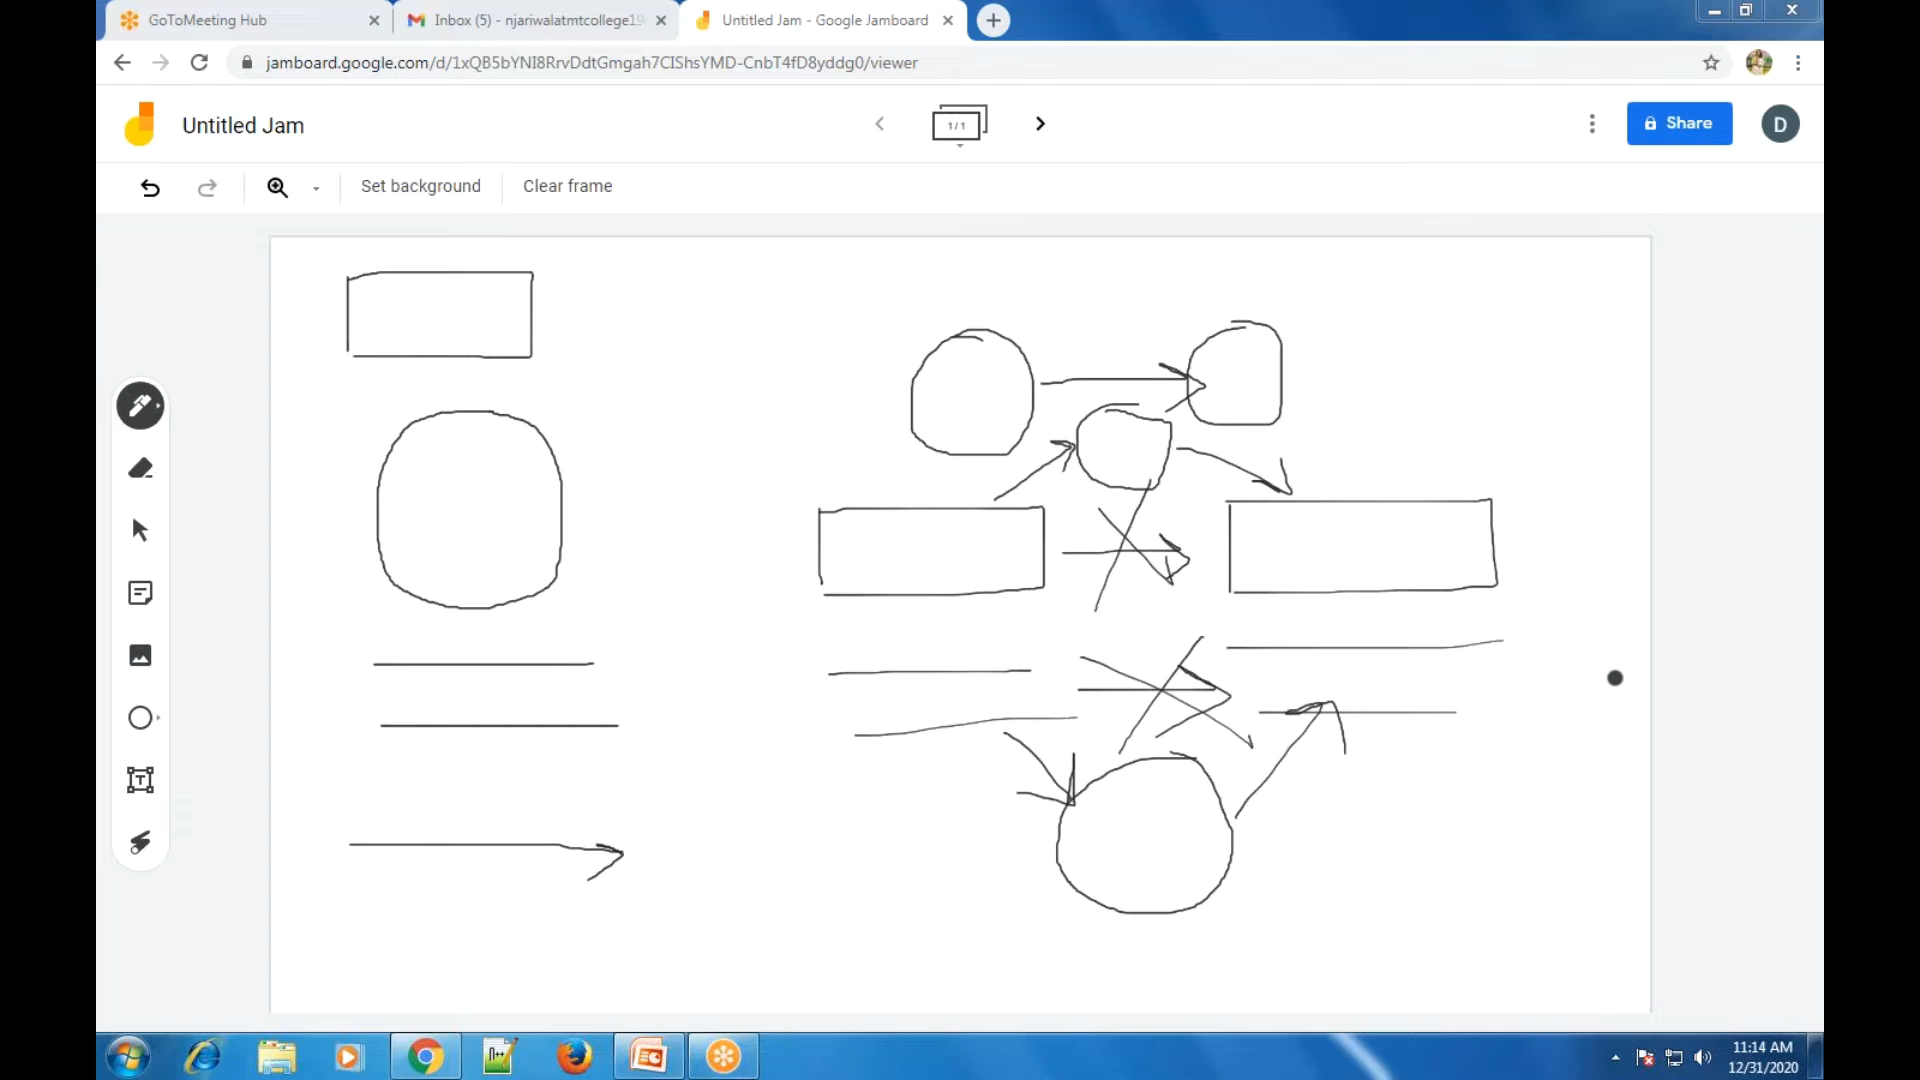 GoToMeeting Hub
Inbox (5) - njariwalatmtcollege19
Untitled Jam - Google Jamboard
jamboard.google.com/d/1xQB5bYNI8RrvDdtGmgah7CIShsYMD-CnbT4fD8yddg0/viewer
Untitled Jam
1/1
Share
D
Set background
Clear frame
11:14 AM
12/31/2020